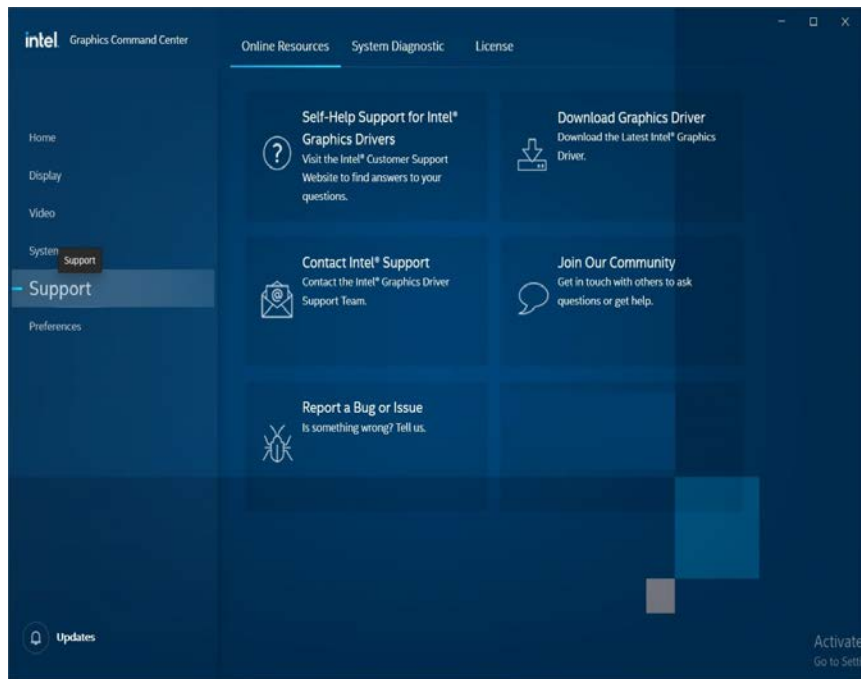 intel. Graphics Command Center
Online Resources System Diagnostic License
Home
Display
Video
System
Support
Support
Preferences
Self-Help Support for Intel®
Graphics Drivers
Visit the Intel® Customer Support
Website to find answers to your
questions.
Download Graphics Driver
Download the Latest Intel® Graphics
Driver.
Contact Intel® Support
Contact the Intel® Graphics Driver
Support Team.
Join Our Community
Get in touch with others to ask
questions or get help.
Report a Bug or Issue
Is something wrong? Tell us.
Updates
Activate
Go to Setti